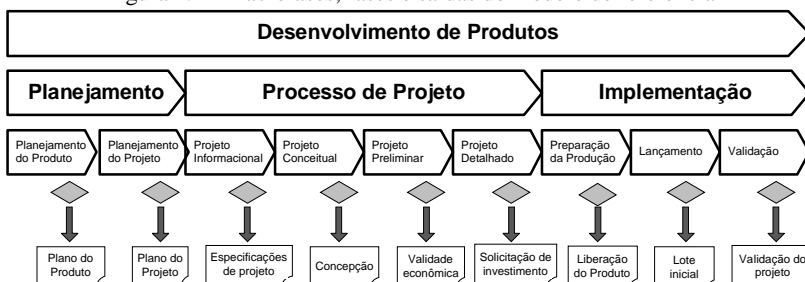 Desenvolvimento de Produtos
Planejamento
Processo de Projeto
Implementação
Planejamento
do Produto
Planejamento
do Projeto
Projeto
Informacional
Projeto
Conceitual
Projeto
Preliminar
Projeto
Detalhado
Preparação
da Produção
Lançamento
Validação
Plano do
Produto
Plano do
Projeto
Especificações
de projeto
Concepção
Validade
econômica
Solicitação de
investimento
Liberação
do Produto
Lote
inicial
Validação do
projeto